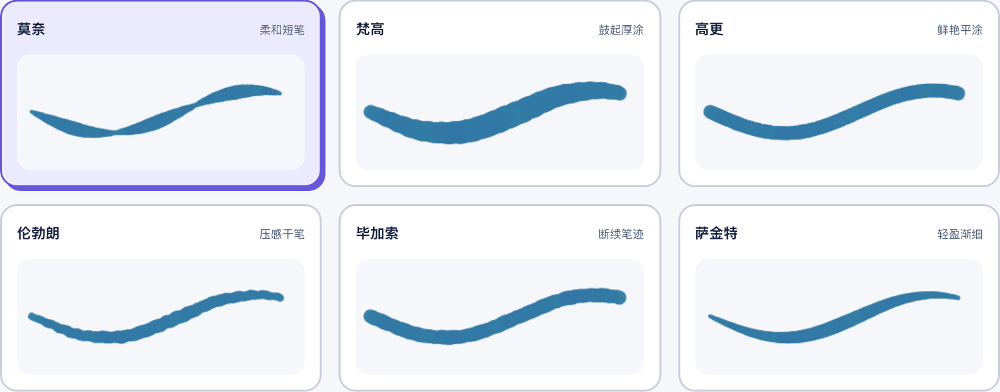 莫奈
柔和短笔
梵高
鼓起厚涂
高更
鲜艳平涂
伦勃朗
压感干笔
毕加索
断续笔迹
萨金特
轻盈渐细